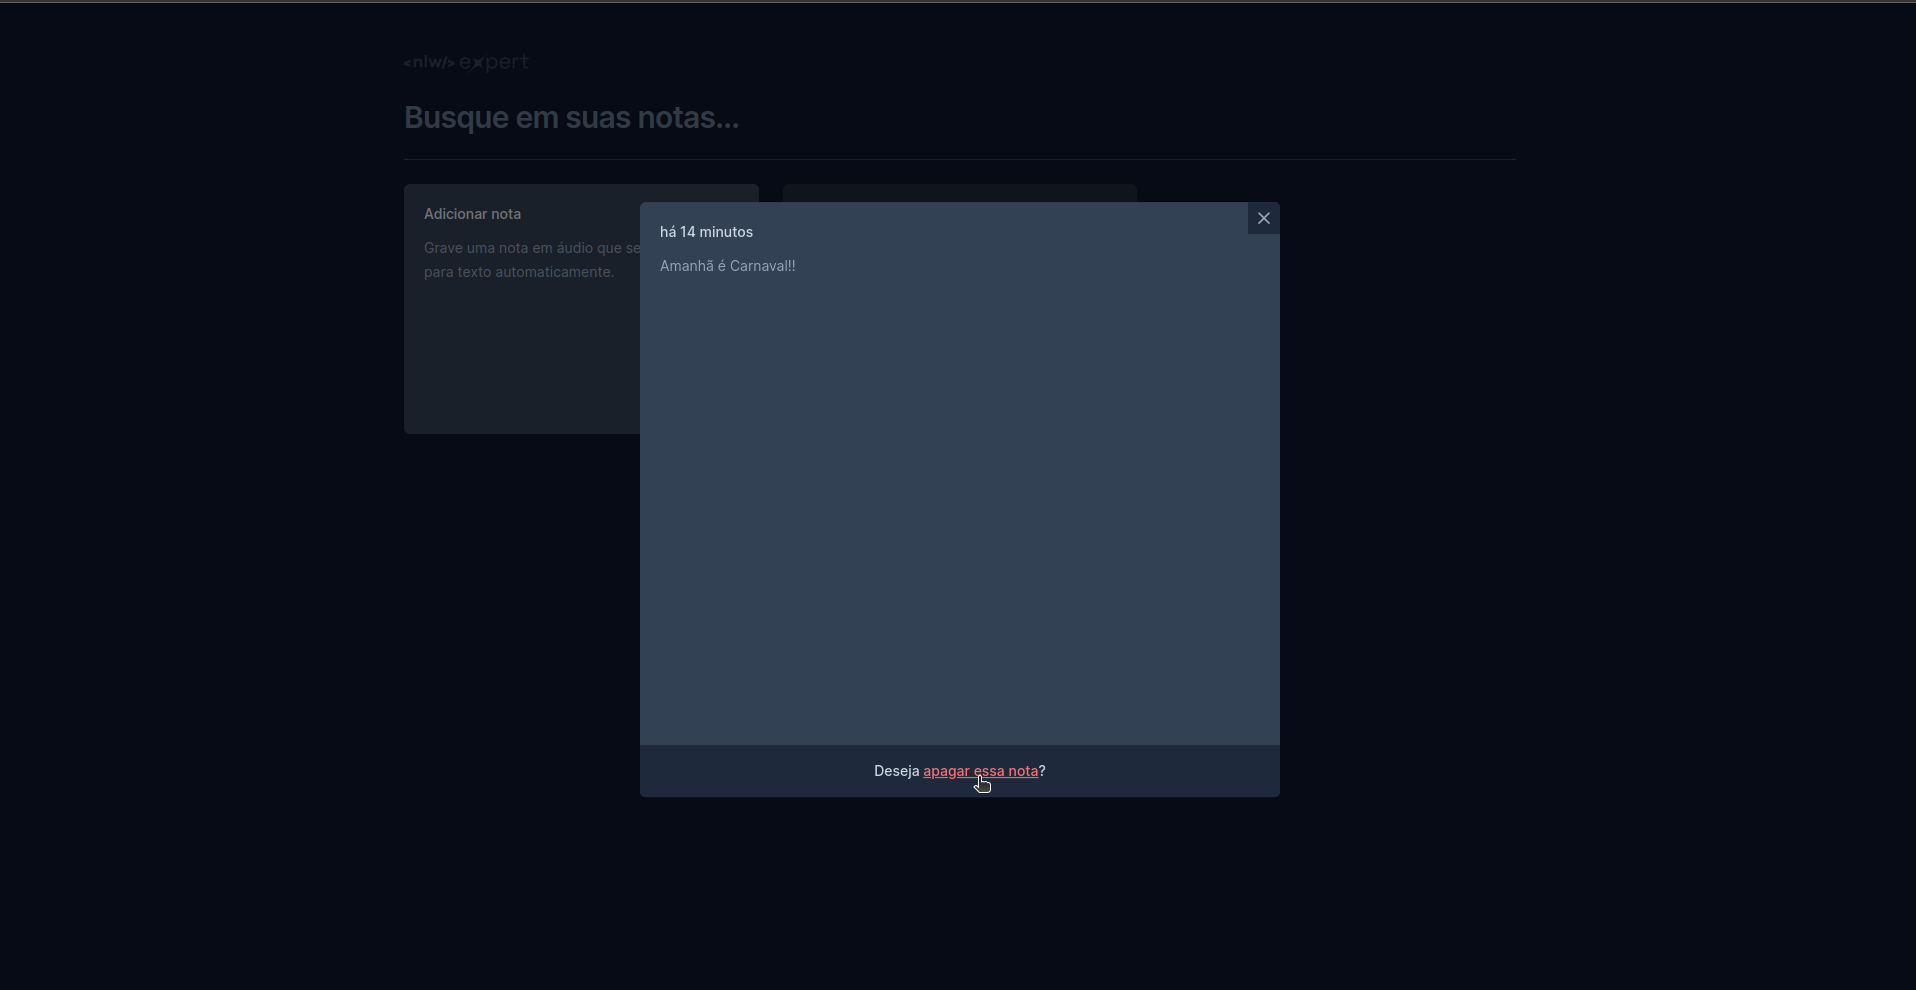 <nlw/> expert
Busque em suas notas...
Adicionar nota
Grave uma nota em áudio que se
para texto automaticamente.
há 14 minutos
Amanhã é Carnaval!!
Deseja apagar essa nota?